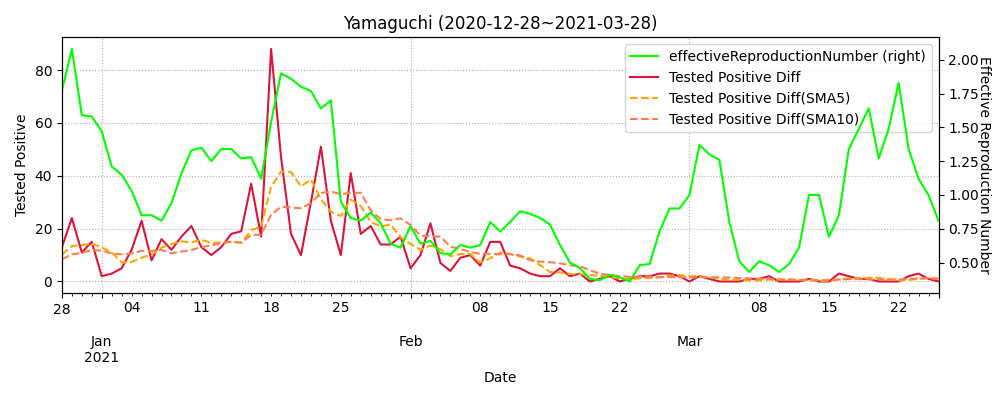 Yamaguchi (2020-12-28~2021-03-28)
effectiveReproductionNumber (right)
Tested Positive Diff
Tested Positive Diff(SMA5)
Tested Positive Diff(SMA10)
Tested Positive
80
60
40
20
0
2.00
1.75
1.50
1.25
1.00
0.75
0.50
Effective Reproduction Number
28 04 11 18 25 08 15 22 08 15 22
Jan Feb Mar
2021
Date